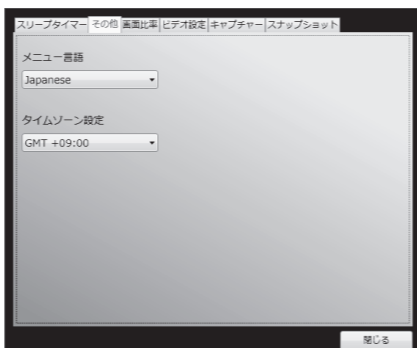 スリープタイマー その他 画面比率 ビデオ設定 キャプチャー スナップショット
メニュー言語
Japanese
タイムゾーン設定
GMT +09:00
閉じる